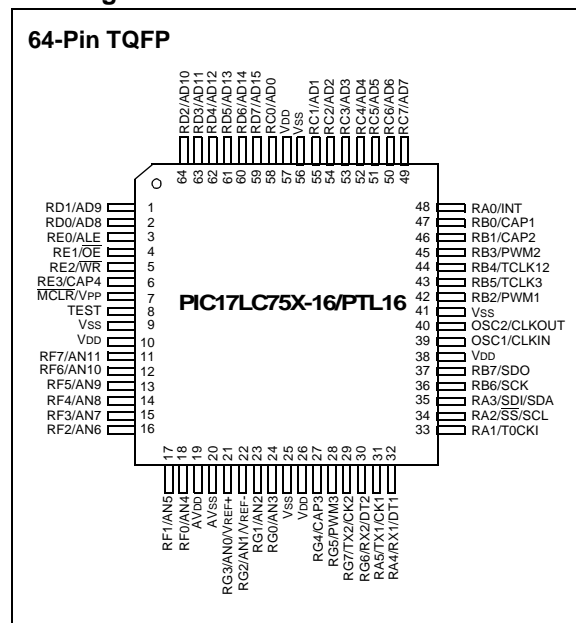 64-Pin TQFP
RD2/AD10
RD3/AD11
RD4/AD12
RD5/AD13
RD6/AD14
RD7/AD15
RC0/AD0
VDD
VSS
RC1/AD1
RC2/AD2
RC3/AD3
RC4/AD4
RC5/AD5
RC6/AD6
RC7/AD7
64 63 62 61 60 59 58 57 56 55 54 53 52 51 50 49
RD1/AD9 1
RD0/AD8 2
RE0/ALE 3
RE1/OE 4
RE2/WR 5
RE3/CAP4 6
MCLR/VPP 7
TEST 8
VSS 9
VDD 10
RF7/AN11 11
RF6/AN10 12
RF5/AN9 13
RF4/AN8 14
RF3/AN7 15
RF2/AN6 16
PIC17LC75X-16/PTL16
48 RA0/INT
47 RB0/CAP1
46 RB1/CAP2
45 RB3/PWM2
44 RB4/TCLK12
43 RB5/TCLK3
42 RB2/PWM1
41 VSS
40 OSC2/CLKOUT
39 OSC1/CLKIN
38 VDD
37 RB7/SDO
36 RB6/SCK
35 RA3/SDI/SDA
34 RA2/SS/SCL
33 RA1/T0CKI
17 18 19 20 21 22 23 24 25 26 27 28 29 30 31 32
RF1/AN5
RF0/AN4
AVDD
AVSS
RG3/AN0/VREF+
RG2/AN1/VREF-
RG1/AN2
RG0/AN3
VSS
VDD
RG4/CAP3
RG5/PWM3
RG7/TX2/CK2
RG6/RX2/DT2
RA5/TX1/CK1
RA4/RX1/DT1